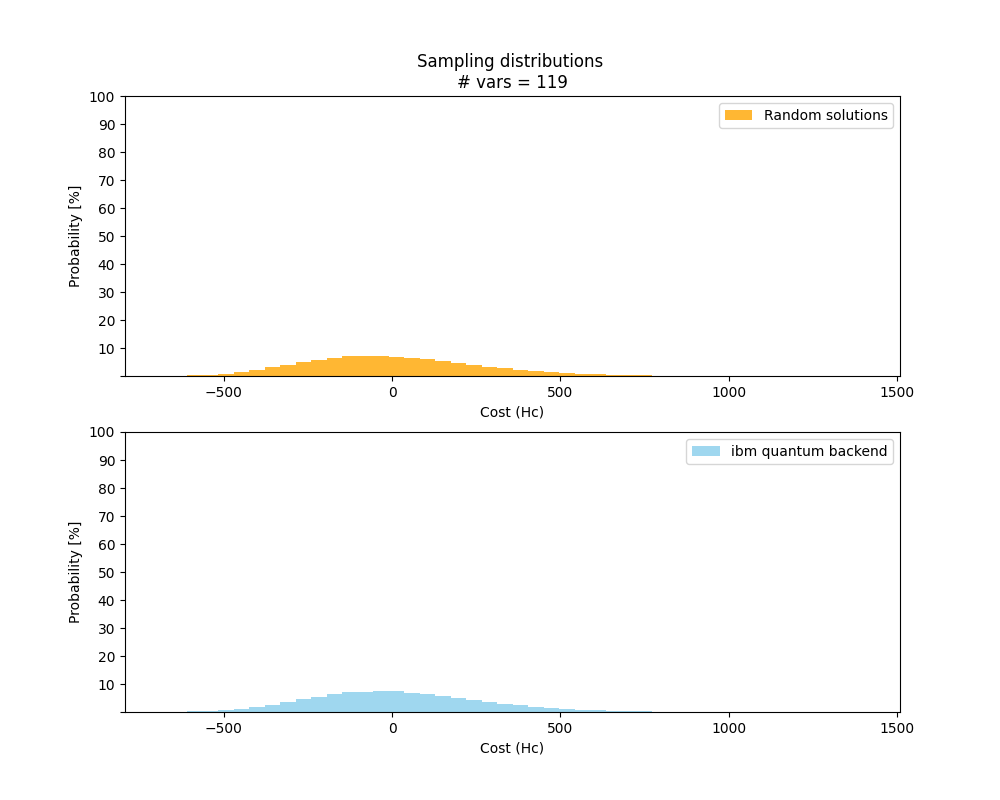 Sampling distributions
# vars = 119
100
90
80
70
60
50
40
30
20
10
Probability [%]
Random solutions
−500 0 500 1000 1500
Cost (Hc)
100
90
80
70
60
50
40
30
20
10
Probability [%]
ibm quantum backend
−500 0 500 1000 1500
Cost (Hc)